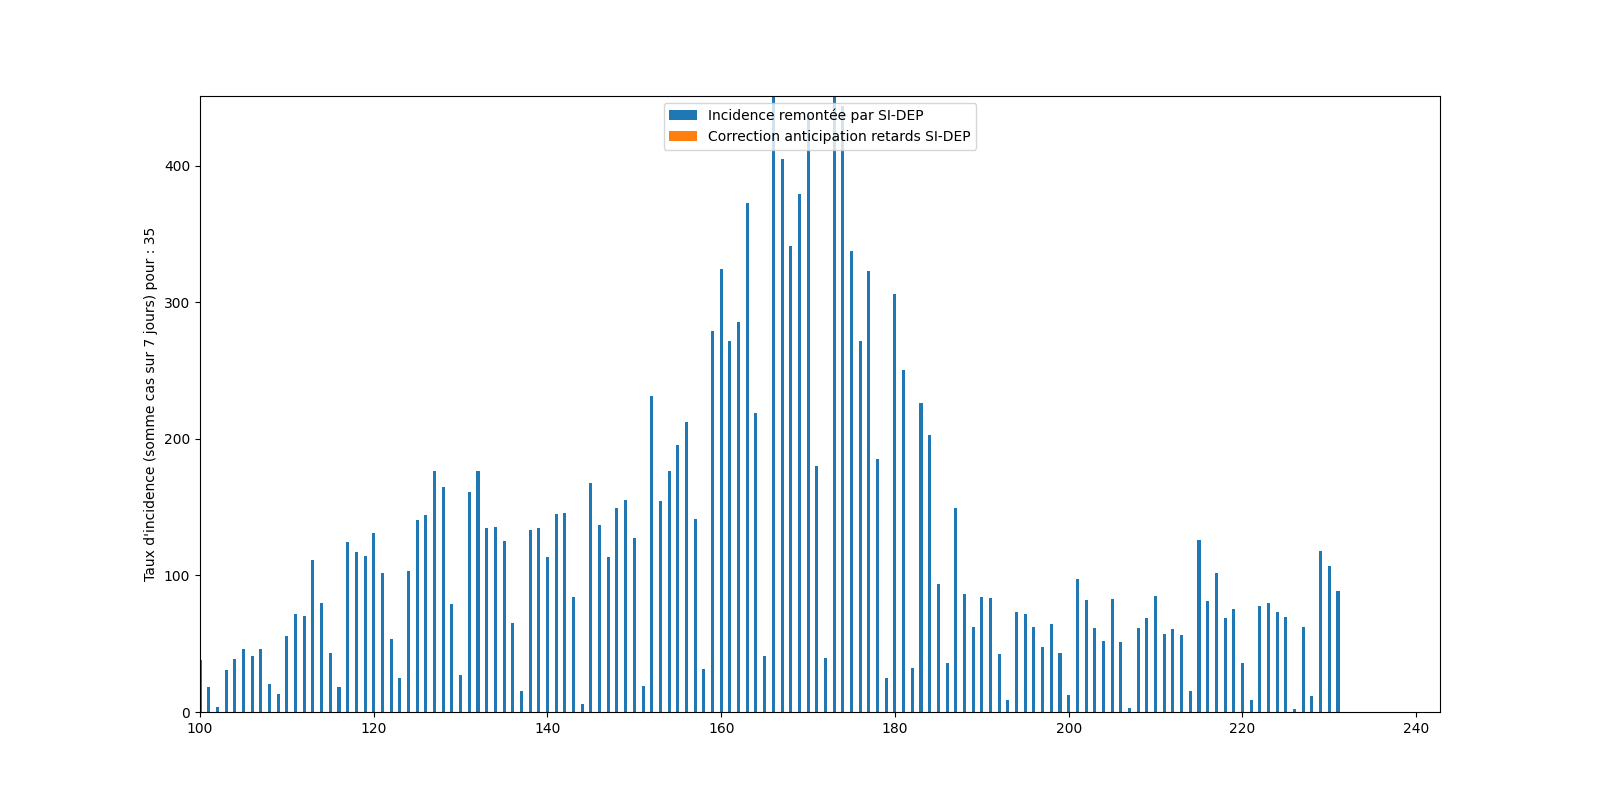 Incidence remontée par SI-DEP
Correction anticipation retards SI-DEP
Taux d'incidence (somme cas sur 7 jours) pour : 35
400
300
200
100
0
100 120 140 160 180 200 220 240